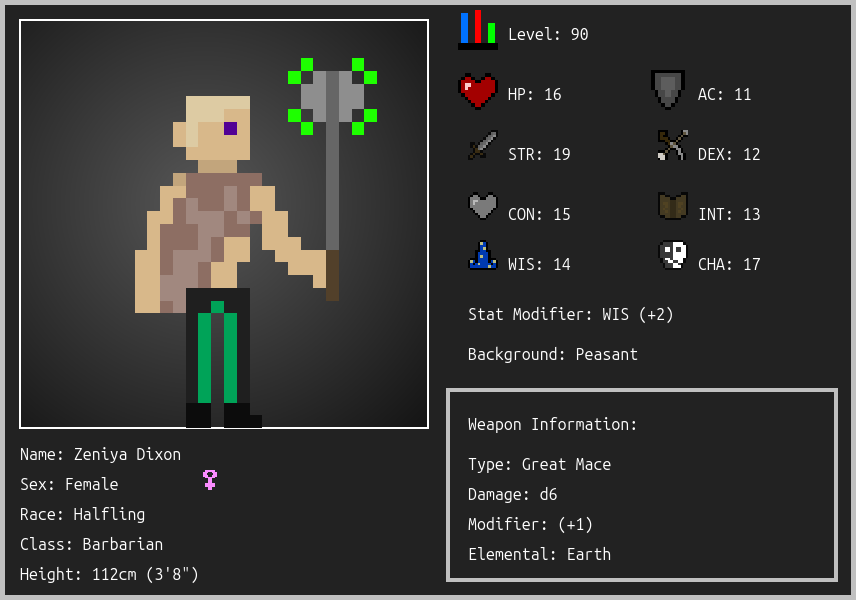 Level: 90
HP: 16
AC: 11
STR: 19
DEX: 12
CON: 15
INT: 13
WIS: 14
CHA: 17
Stat Modifier: WIS (+2)
Background: Peasant
Name: Zeniya Dixon
Sex: Female
Race: Halfling
Class: Barbarian
Height: 112cm (3'8")
Weapon Information:
Type: Great Mace
Damage: d6
Modifier: (+1)
Elemental: Earth